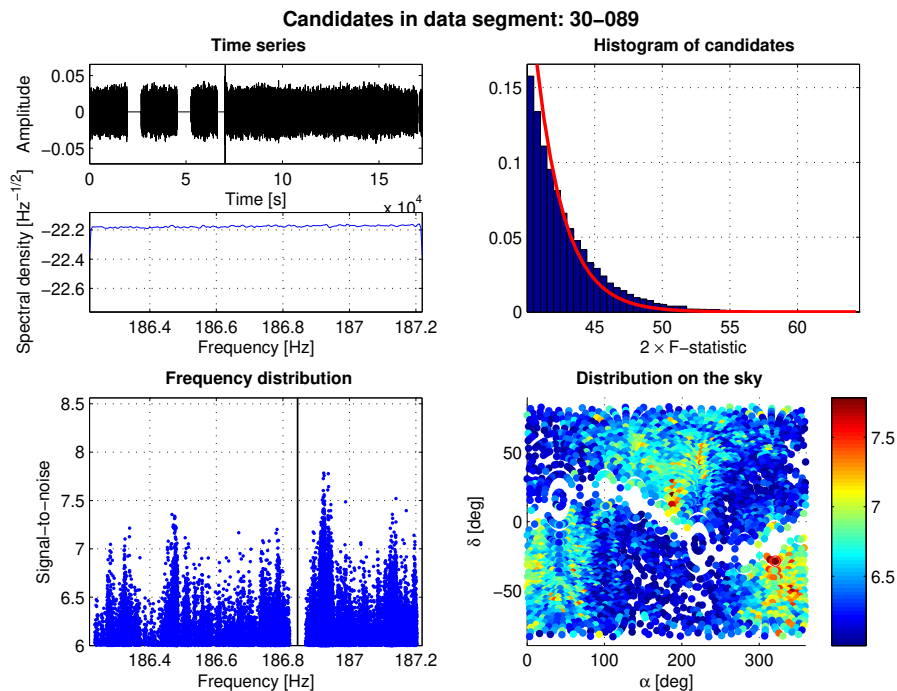 Candidates in data segment: 30−089
Time series
Amplitude
0.05
0
−0.05
0
5
10
15
Time [s]
x 10^4
Spectral density [Hz^−1/2]
−22.2
−22.4
−22.6
186.4
186.6
186.8
187
187.2
Frequency [Hz]
Histogram of candidates
0.15
0.1
0.05
0
45
50
55
60
2 × F−statistic
Frequency distribution
Signal−to−noise
8.5
8
7.5
7
6.5
6
186.4
186.6
186.8
187
187.2
Frequency [Hz]
Distribution on the sky
δ [deg]
50
0
−50
0
100
200
300
α [deg]
7.5
7
6.5